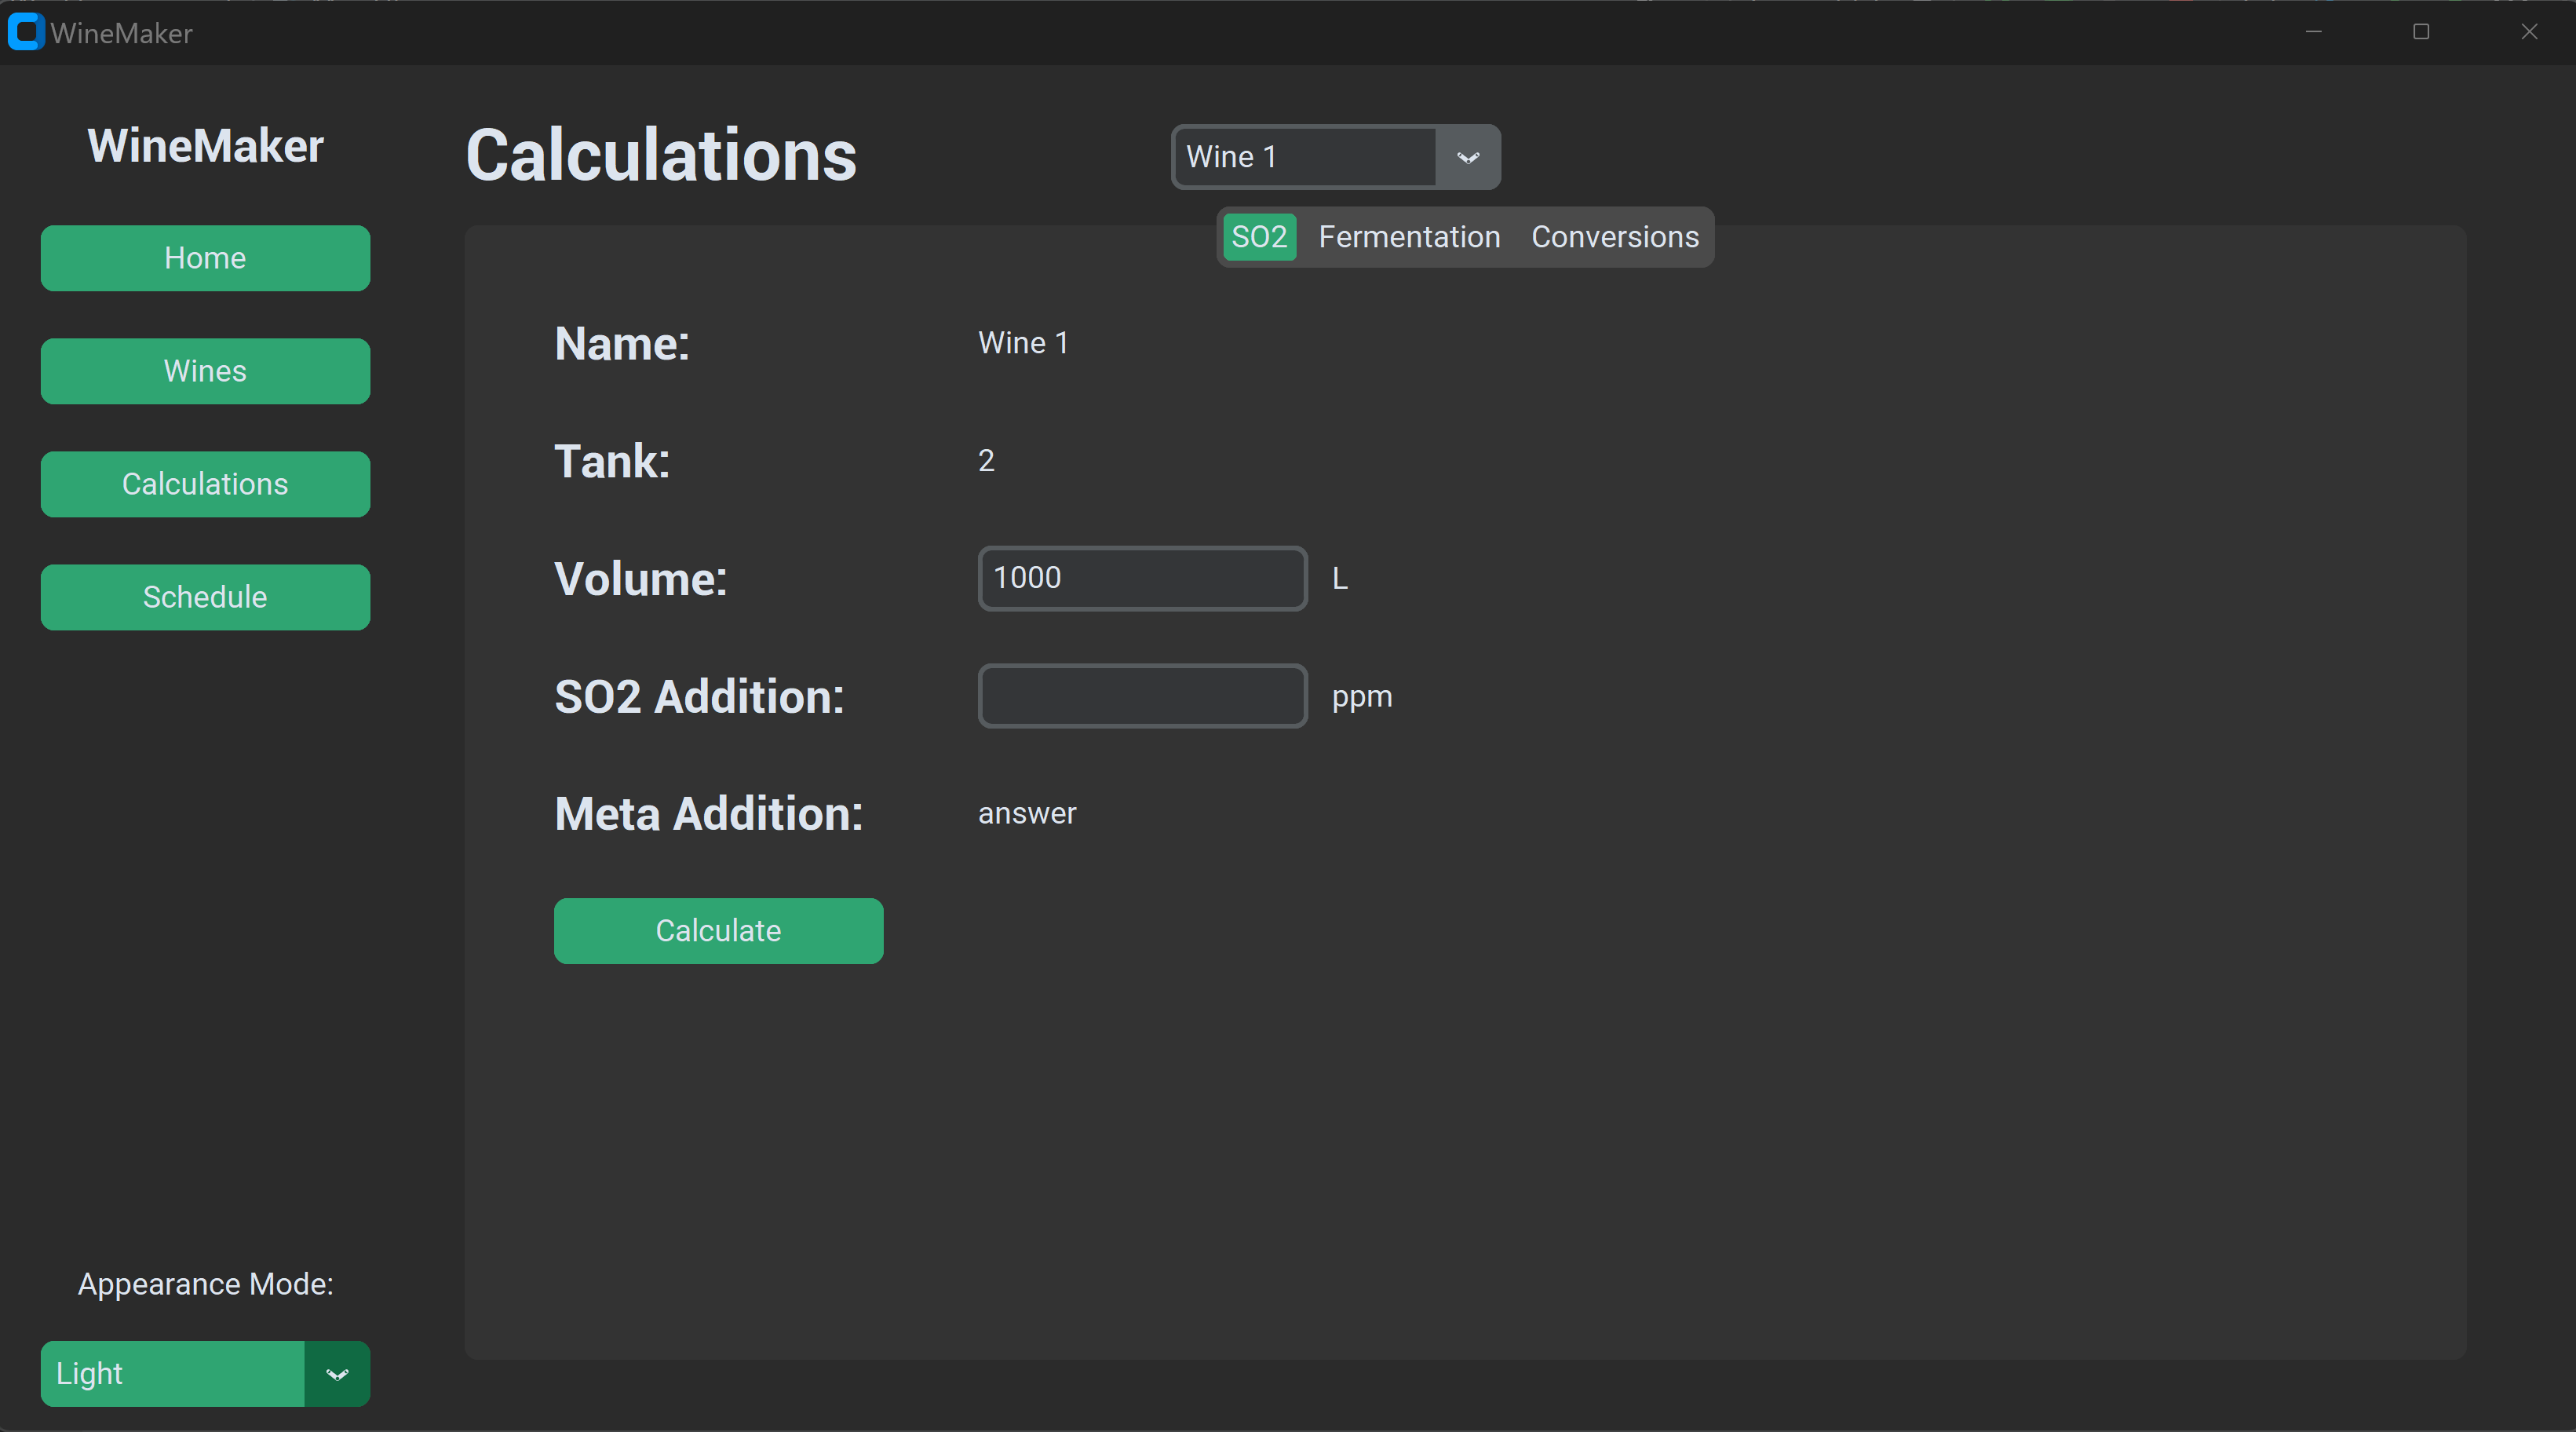 WineMaker
WineMaker
Home
Wines
Calculations
Schedule
Appearance Mode:
Light
Calculations
Wine 1
SO2 Fermentation Conversions
Name: Wine 1
Tank: 2
Volume: 1000 L
SO2 Addition: ppm
Meta Addition: answer
Calculate